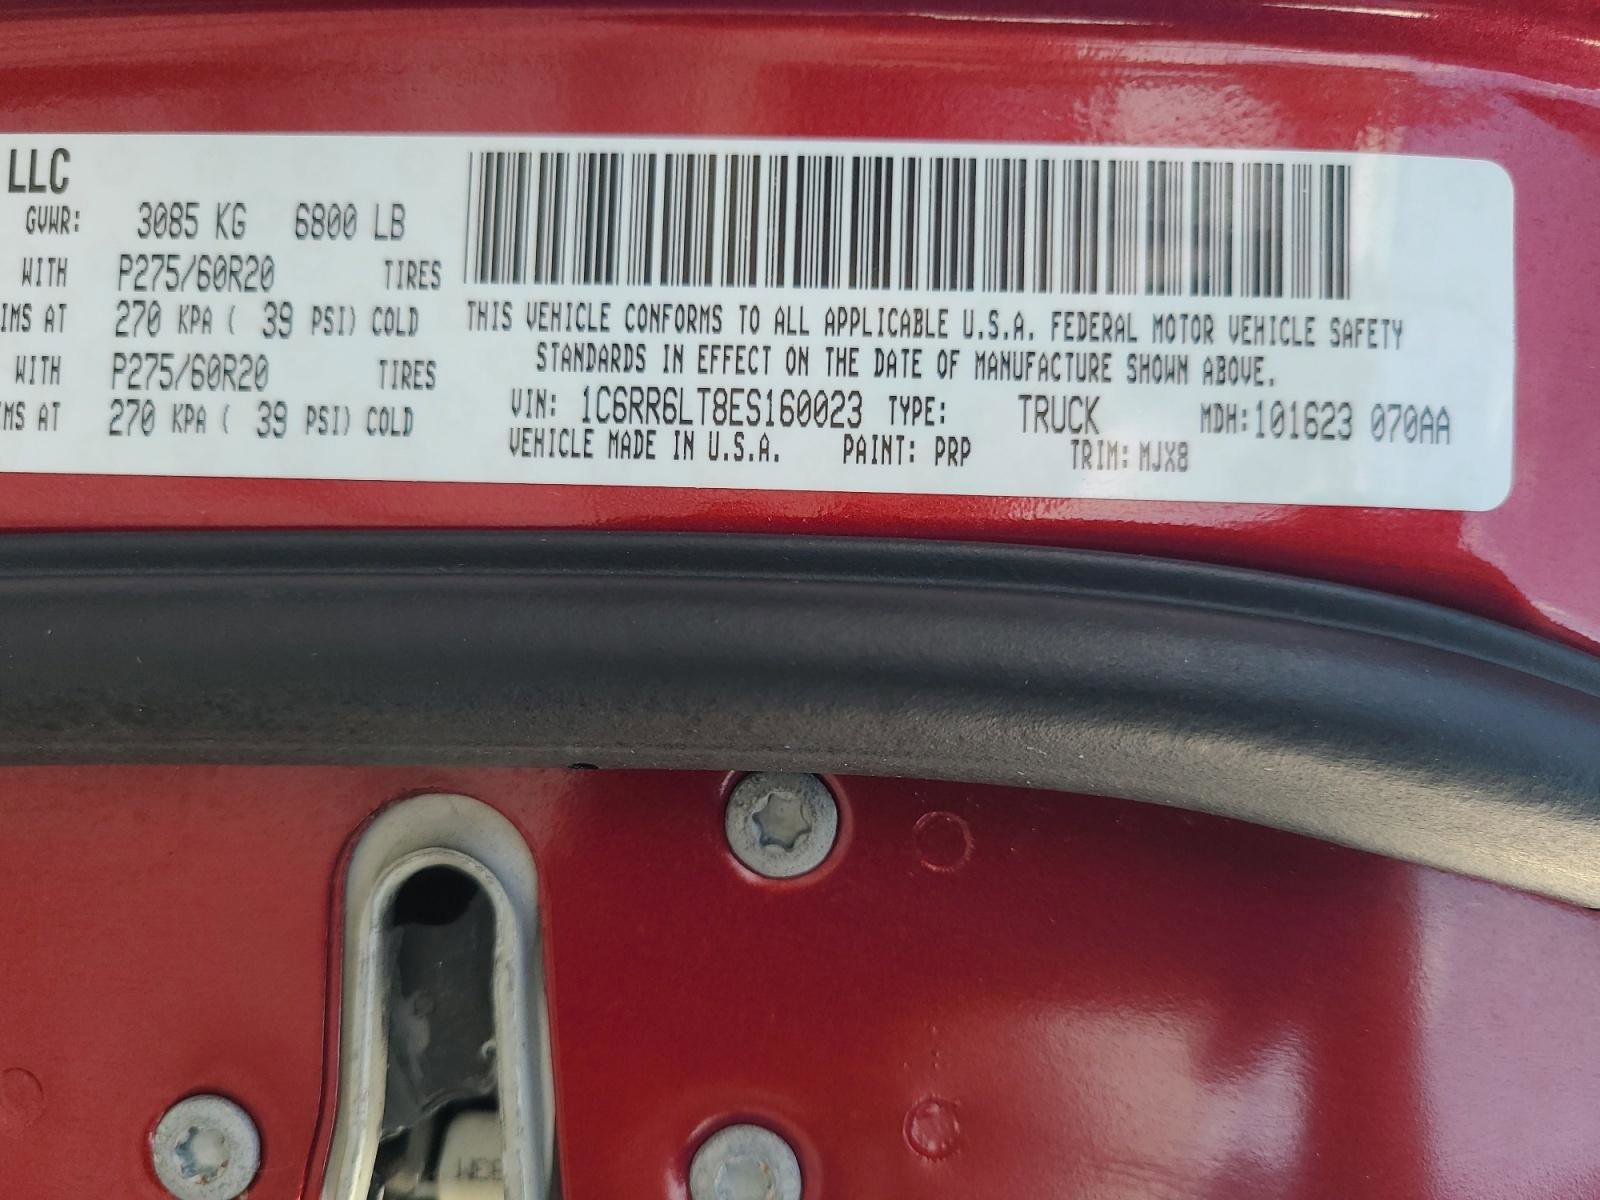 LLC
GVWR: 3085 KG 6800 LB
WITH P275/60R20 TIRES
IMS AT 270 KPA ( 39 PSI) COLD
WITH P275/60R20 TIRES
IMS AT 270 KPA ( 39 PSI) COLD
THIS VEHICLE CONFORMS TO ALL APPLICABLE U.S.A. FEDERAL MOTOR VEHICLE SAFETY
STANDARDS IN EFFECT ON THE DATE OF MANUFACTURE SHOWN ABOVE.
VIN: 1C6RR6LT8ES160023 TYPE: TRUCK MDH:101623 070AA
VEHICLE MADE IN U.S.A. PAINT: PRP TRIM: MJX8